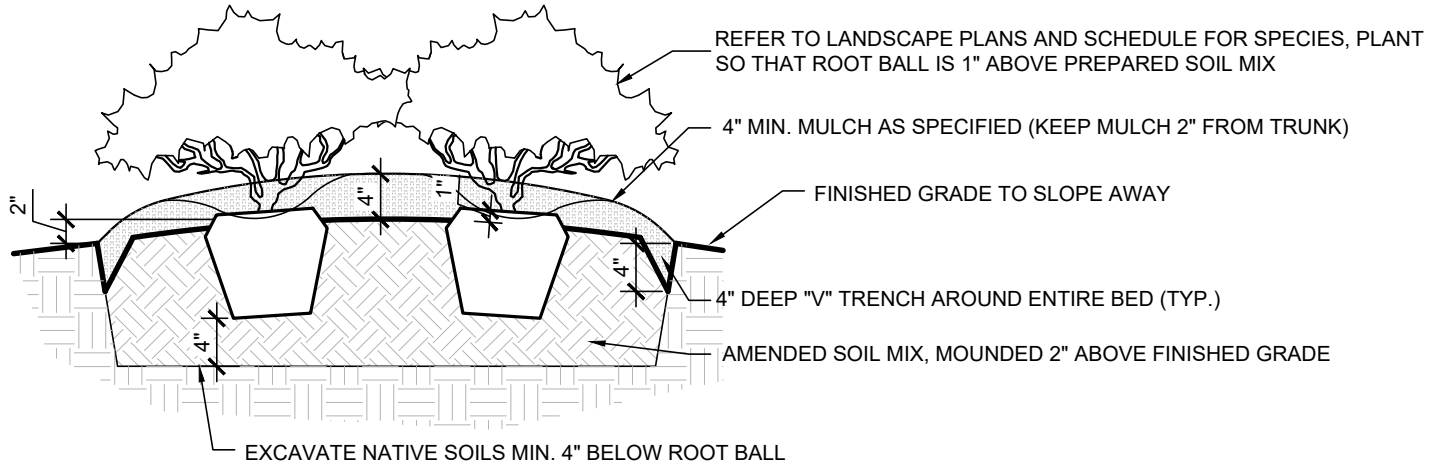 REFER TO LANDSCAPE PLANS AND SCHEDULE FOR SPECIES, PLANT
SO THAT ROOT BALL IS 1" ABOVE PREPARED SOIL MIX
4" MIN. MULCH AS SPECIFIED (KEEP MULCH 2" FROM TRUNK)
FINISHED GRADE TO SLOPE AWAY
2"
4"
1"
4"
4" DEEP "V" TRENCH AROUND ENTIRE BED (TYP.)
4"
AMENDED SOIL MIX, MOUNDED 2" ABOVE FINISHED GRADE
EXCAVATE NATIVE SOILS MIN. 4" BELOW ROOT BALL